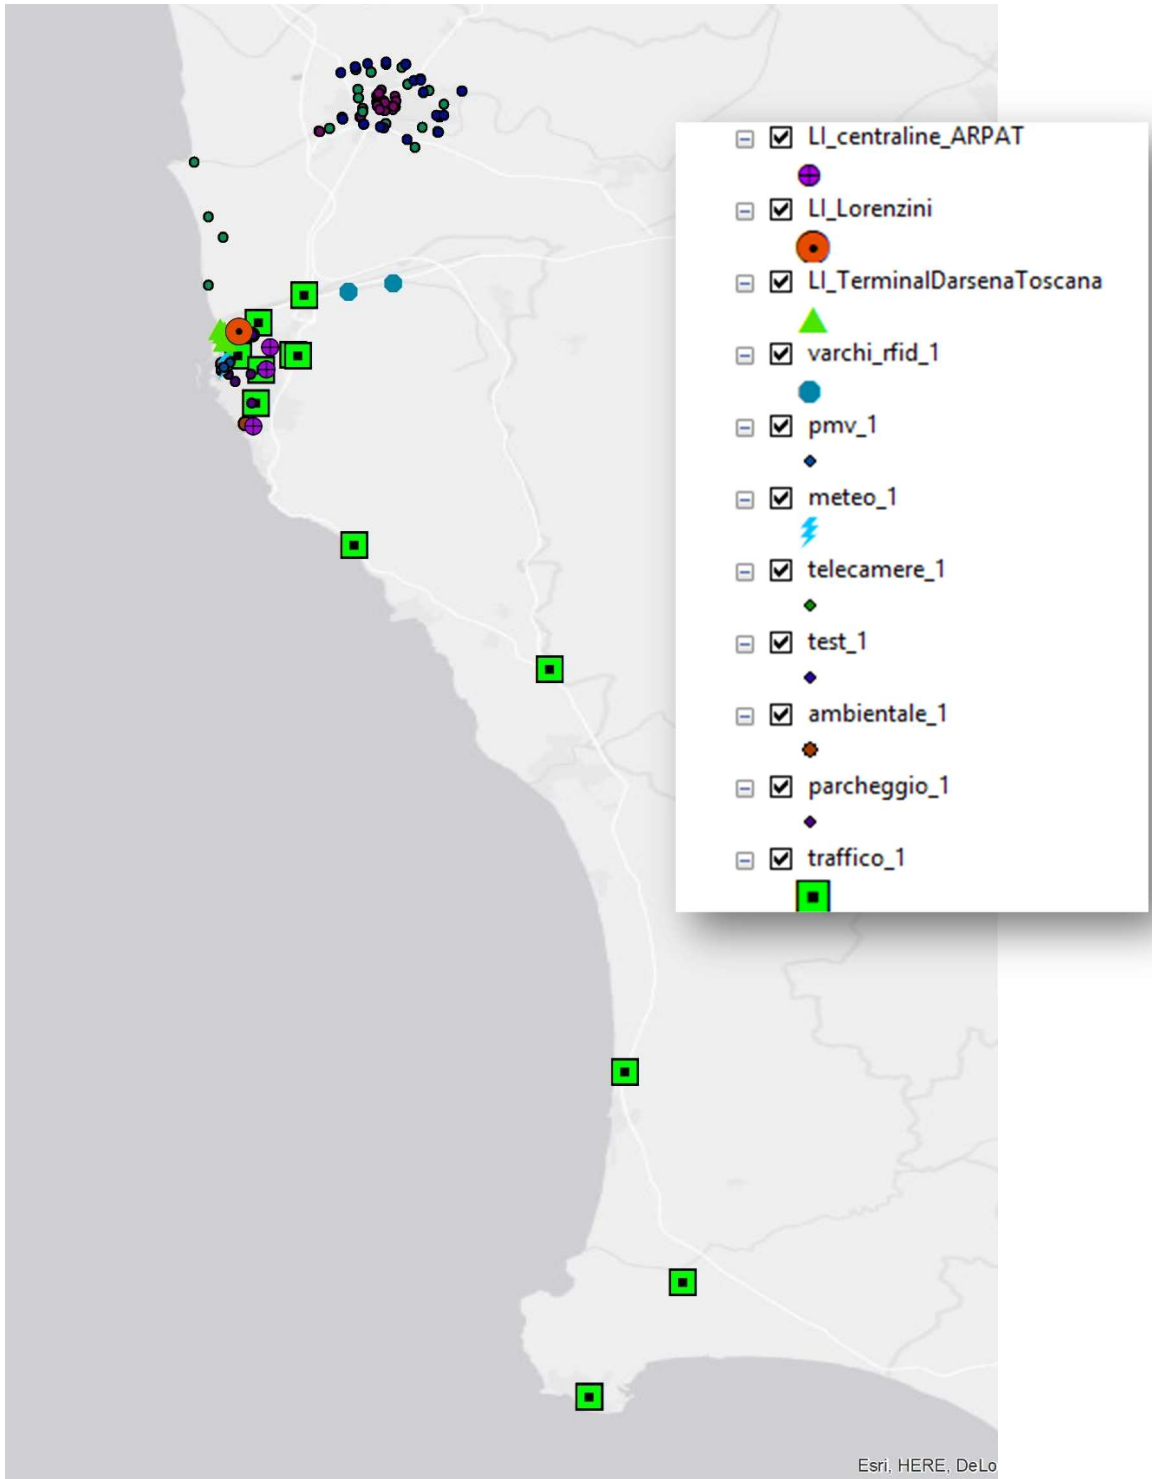 LI_centraline_ARPAT
LI_Lorenzini
LI_TerminalDarsenaToscana
varchi_rfid_1
pmv_1
meteo_1
telecamere_1
test_1
ambientale_1
parcheggio_1
traffico_1
Esri, HERE, DeLo